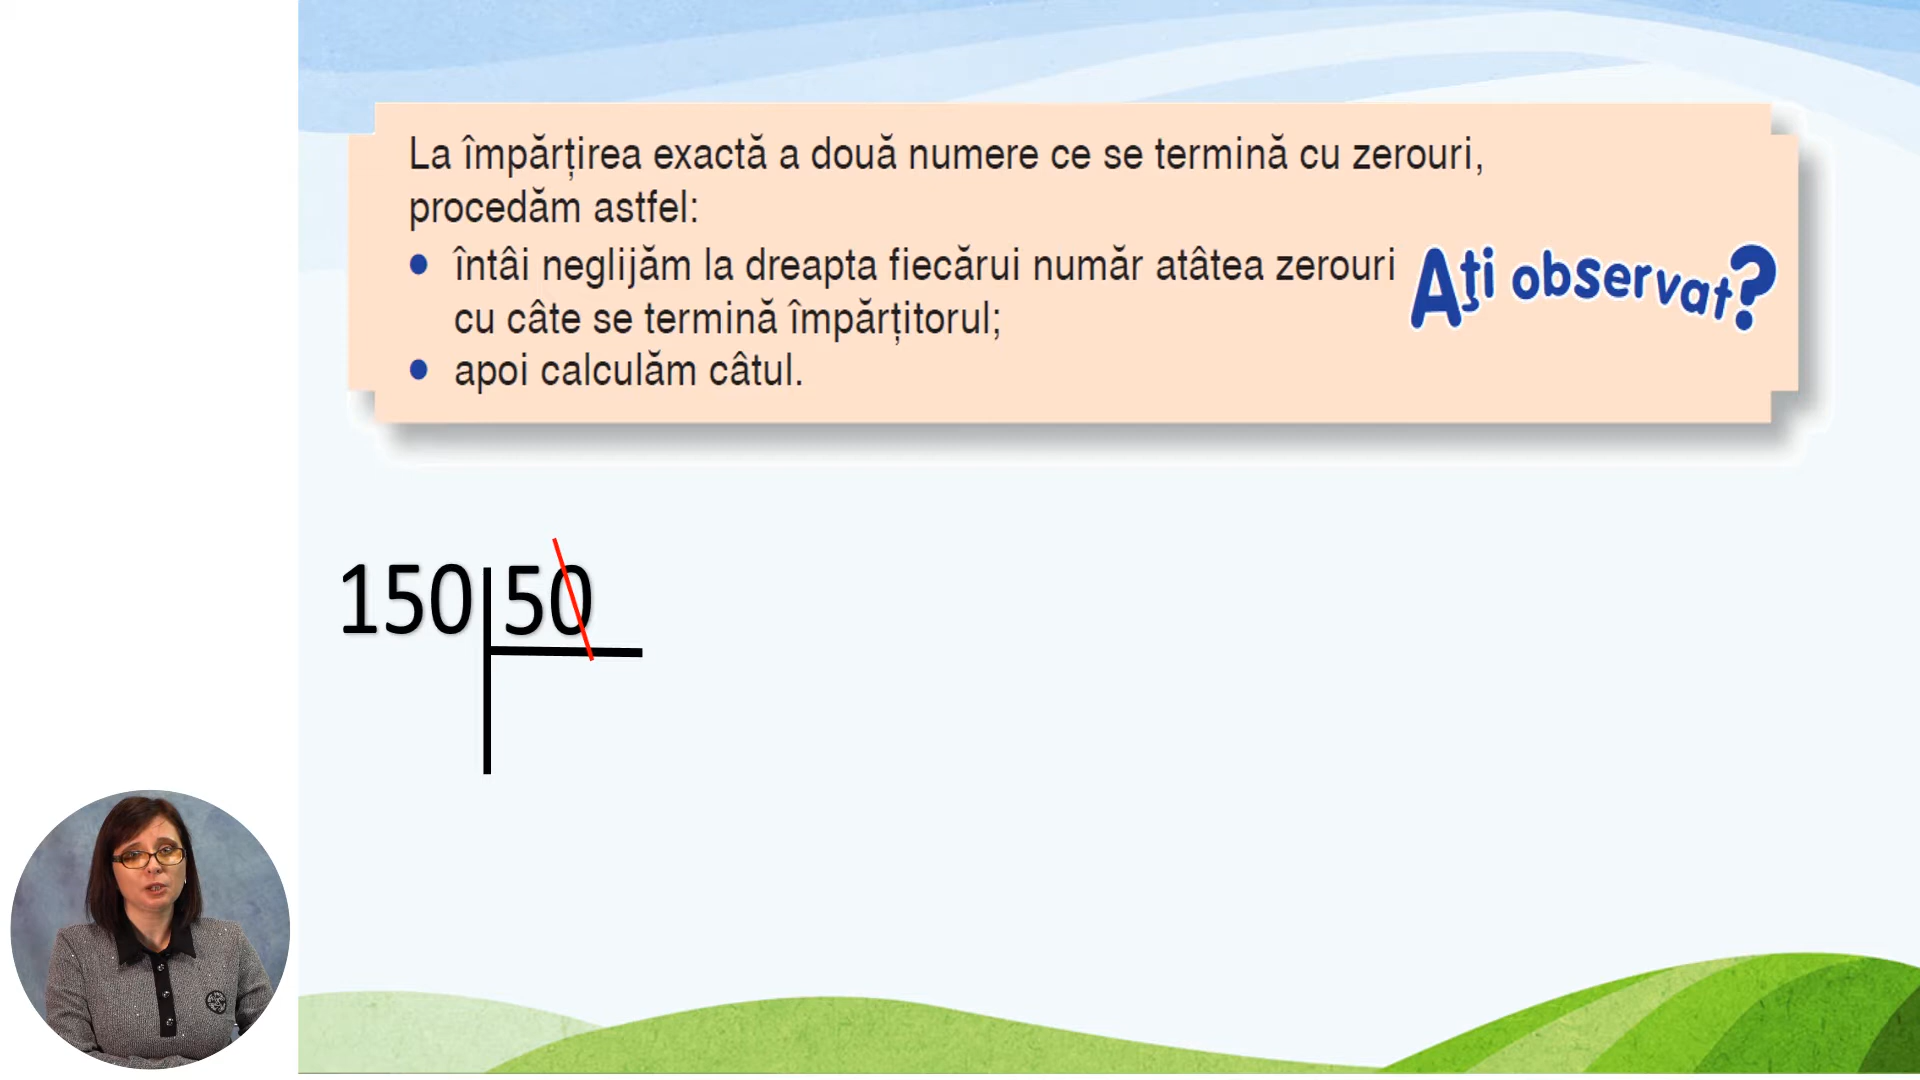 La împărțirea exactă a două numere ce se termină cu zerouri,
procedăm astfel:
• întâi neglijăm la dreapta fiecărui număr atâtea zerouri
cu câte se termină împărțitorul;
• apoi calculăm câtul.
Aţi observat?
150 50